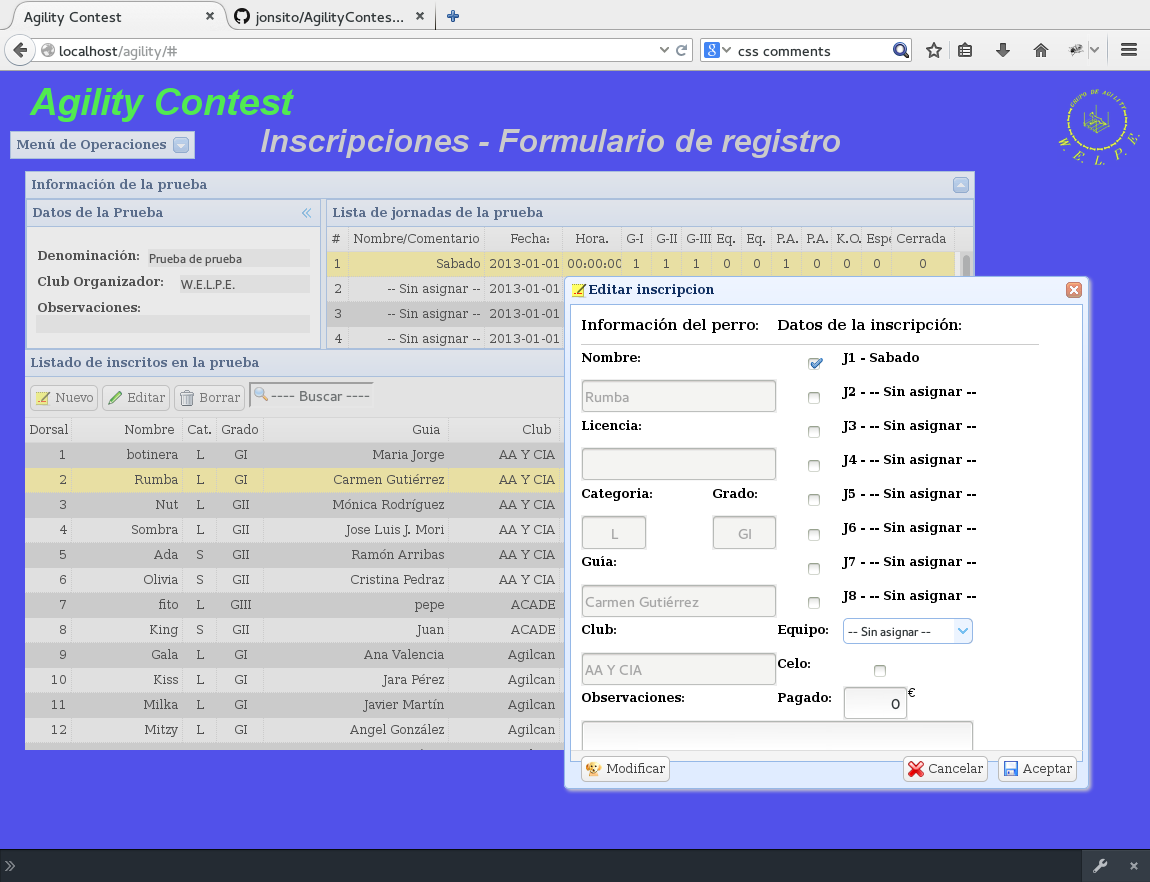 Agility Contest
jonsito/AgilityContes...
localhost/agility/#
css comments
Agility Contest
Menú de Operaciones
Inscripciones - Formulario de registro
GRUPO DE AGILITY
W. E. L. P. E.
Información de la prueba
Datos de la Prueba
Denominación: Prueba de prueba
Club Organizador: W.E.L.P.E.
Observaciones:
Lista de jornadas de la prueba
# Nombre/Comentario Fecha: Hora. G-I G-II G-III Eq. Eq. P.A. P.A. K.O. Espe Cerrada
1 Sabado 2013-01-01 00:00:00 1 1 1 0 0 1 0 0 0 0
2 -- Sin asignar -- 2013-01-01
3 -- Sin asignar -- 2013-01-01
4 -- Sin asignar -- 2013-01-01
Listado de inscritos en la prueba
Nuevo Editar Borrar ---- Buscar ----
Dorsal Nombre Cat. Grado Guia Club
1 botinera L GI Maria Jorge AA Y CIA
2 Rumba L GI Carmen Gutiérrez AA Y CIA
3 Nut L GII Mónica Rodríguez AA Y CIA
4 Sombra L GII Jose Luis J. Mori AA Y CIA
5 Ada S GII Ramón Arribas AA Y CIA
6 Olivia S GII Cristina Pedraz AA Y CIA
7 fito L GIII pepe ACADE
8 King S GII Juan ACADE
9 Gala L GI Ana Valencia Agilcan
10 Kiss L GI Jara Pérez Agilcan
11 Milka L GI Javier Martín Agilcan
12 Mitzy L GI Angel González Agilcan
Editar inscripcion
Información del perro: Datos de la inscripción:
Nombre: J1 - Sabado
Rumba J2 - -- Sin asignar --
Licencia: J3 - -- Sin asignar --
J4 - -- Sin asignar --
Categoria: Grado: J5 - -- Sin asignar --
L GI J6 - -- Sin asignar --
Guía: J7 - -- Sin asignar --
Carmen Gutiérrez J8 - -- Sin asignar --
Club: Equipo: -- Sin asignar --
AA Y CIA Celo:
Observaciones: Pagado: 0 €
Modificar Cancelar Aceptar